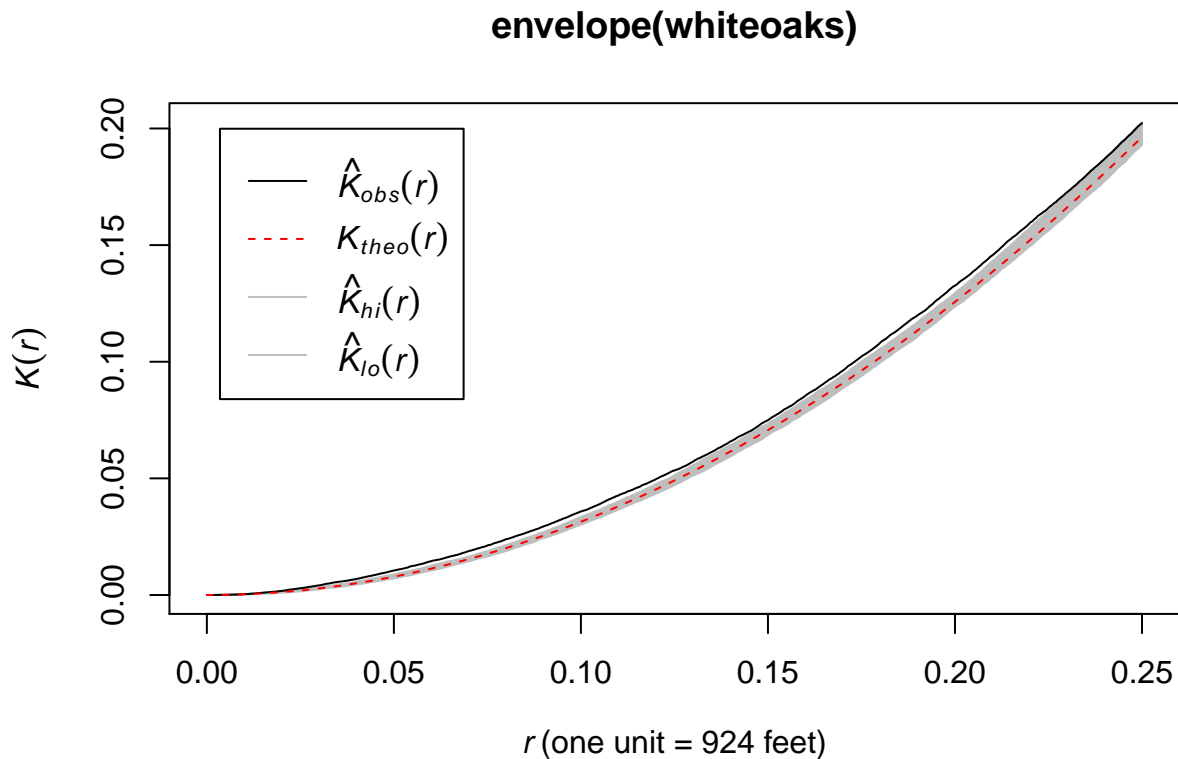 envelope(whiteoaks)
K(r)
0.20
0.15
0.10
0.05
0.00
K̂obs(r)
Ktheo(r)
K̂hi(r)
K̂lo(r)
0.00 0.05 0.10 0.15 0.20 0.25
r (one unit = 924 feet)